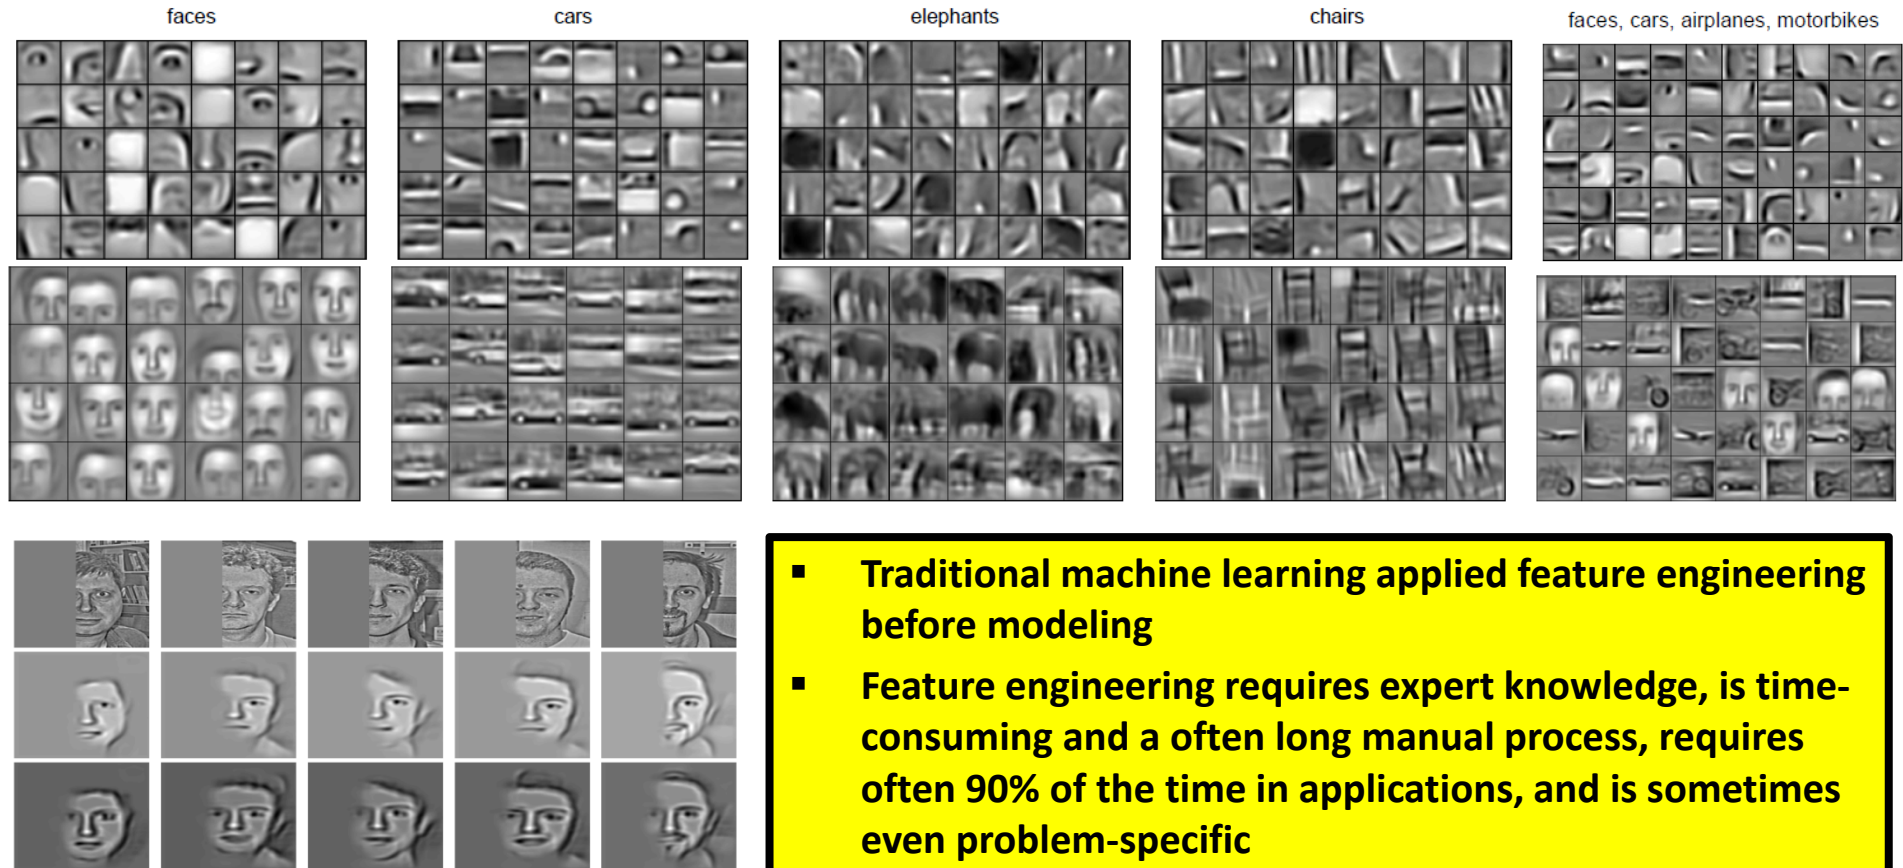 faces
cars
elephants
chairs
faces, cars, airplanes, motorbikes
▪ Traditional machine learning applied feature engineering
before modeling
▪ Feature engineering requires expert knowledge, is time-
consuming and a often long manual process, requires
often 90% of the time in applications, and is sometimes
even problem-specific